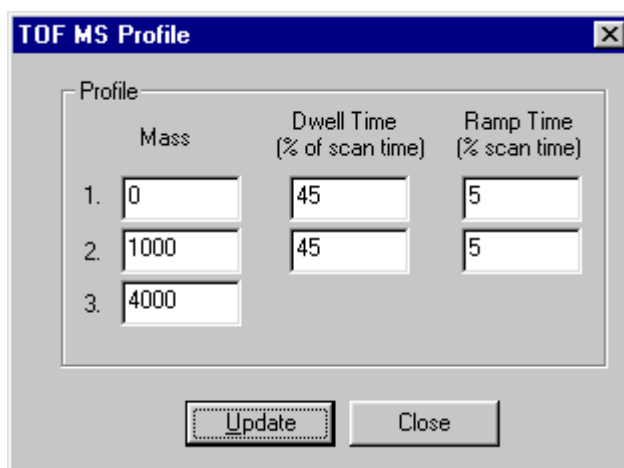 TOF MS Profile
Profile
Mass Dwell Time (% of scan time) Ramp Time (% scan time)
1. 0 45 5
2. 1000 45 5
3. 4000
Update Close